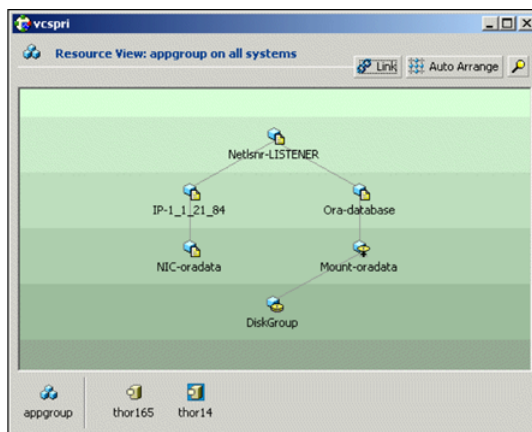 vcspri
Resource View: appgroup on all systems
Link
Auto Arrange
Netlsnr-LISTENER
IP-1_1_21_84
Ora-database
NIC-oradata
Mount-oradata
DiskGroup
appgroup
thor165
thor14